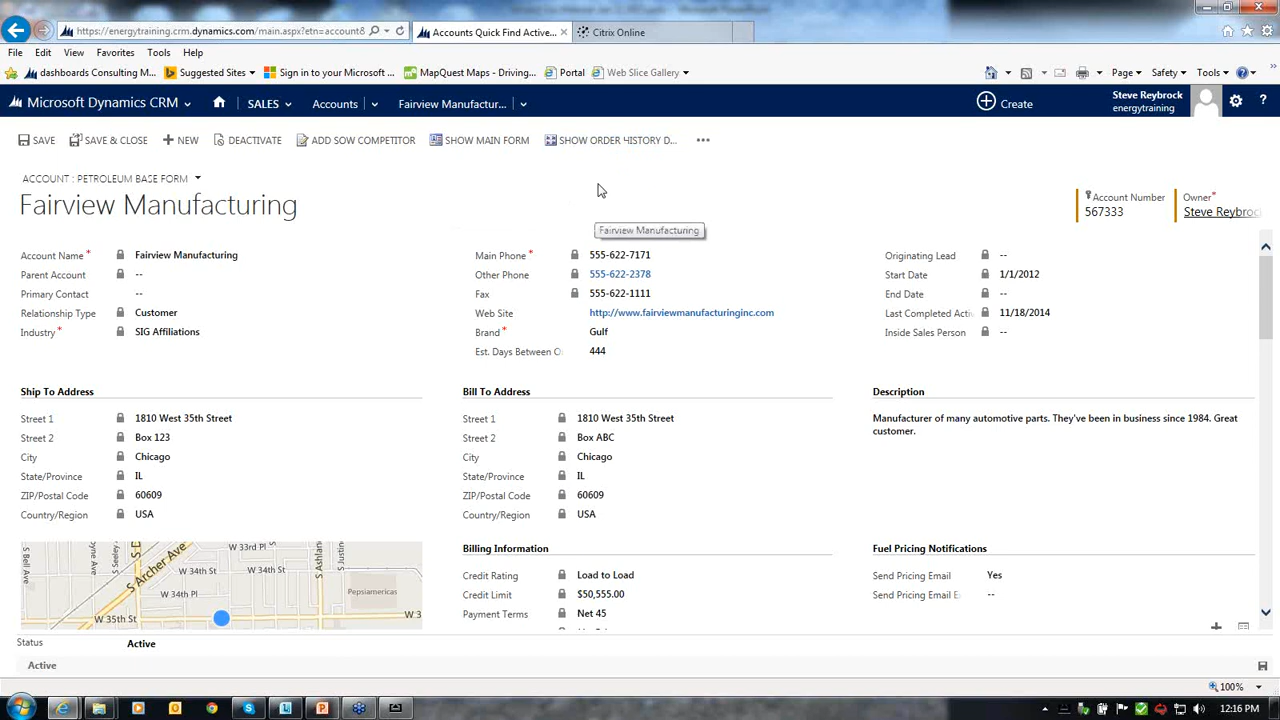 https://energytraining.crm.dynamics.com/main.aspx?etn=account&
Accounts Quick Find Active...
Citrix Online
File Edit View Favorites Tools Help
dashboards Consulting M...
Suggested Sites
Sign in to your Microsoft ...
MapQuest Maps - Driving,...
Portal
Web Slice Gallery
Page Safety Tools
Microsoft Dynamics CRM
SALES
Accounts
Fairview Manufactur...
Create
Steve Reybrock
energytraining
SAVE
SAVE & CLOSE
NEW
DEACTIVATE
ADD SOW COMPETITOR
SHOW MAIN FORM
SHOW ORDER HISTORY D...
ACCOUNT : PETROLEUM BASE FORM
Fairview Manufacturing
Account Number
567333
Owner*
Steve Reybroc
Fairview Manufacturing
Account Name * Fairview Manufacturing
Parent Account --
Primary Contact --
Relationship Type Customer
Industry * SIG Affiliations
Main Phone * 555-622-7171
Other Phone 555-622-2378
Fax 555-622-1111
Web Site http://www.fairviewmanufacturinginc.com
Brand * Gulf
Est. Days Between O 444
Originating Lead --
Start Date 1/1/2012
End Date --
Last Completed Acti 11/18/2014
Inside Sales Person --
Ship To Address
Street 1 1810 West 35th Street
Street 2 Box 123
City Chicago
State/Province IL
ZIP/Postal Code 60609
Country/Region USA
Bill To Address
Street 1 1810 West 35th Street
Street 2 Box ABC
City Chicago
State/Province IL
ZIP/Postal Code 60609
Country/Region USA
Description
Manufacturer of many automotive parts. They've been in business since 1984. Great
customer.
S Bell Ave
S Seeley
S Archer Ave
W 33rd Pl
W 34th St
W 34th St
W 34th Pl
W 35th St
S Ashlan
S Justin
Pepsiamericas
W 3
Billing Information
Credit Rating Load to Load
Credit Limit $50,555.00
Payment Terms Net 45
Fuel Pricing Notifications
Send Pricing Email Yes
Send Pricing Email E --
Status Active
Active
100%
12:16 PM